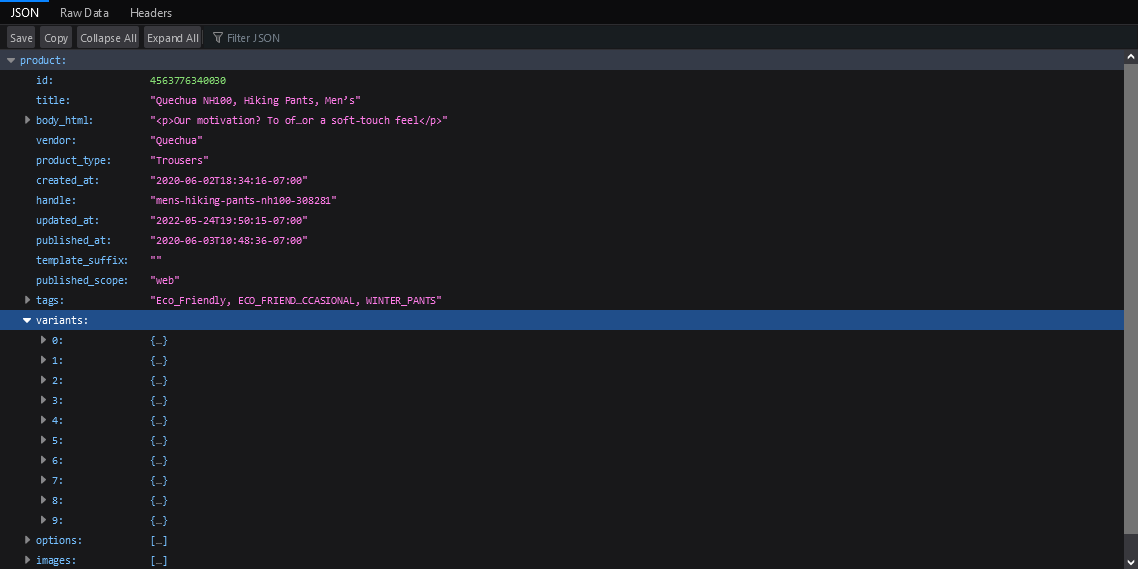 JSON Raw Data Headers
Save Copy Collapse All Expand All Filter JSON
product:
id: 4563776340030
title: "Quechua NH100, Hiking Pants, Men’s"
body_html: "<p>Our motivation? To of…or a soft-touch feel</p>"
vendor: "Quechua"
product_type: "Trousers"
created_at: "2020-06-02T18:34:16-07:00"
handle: "mens-hiking-pants-nh100-308281"
updated_at: "2022-05-24T19:50:15-07:00"
published_at: "2020-06-03T10:48:36-07:00"
template_suffix: ""
published_scope: "web"
tags: "Eco_Friendly, ECO_FRIEND…CCASIONAL, WINTER_PANTS"
variants:
0: {…}
1: {…}
2: {…}
3: {…}
4: {…}
5: {…}
6: {…}
7: {…}
8: {…}
9: {…}
options: […]
images: […]